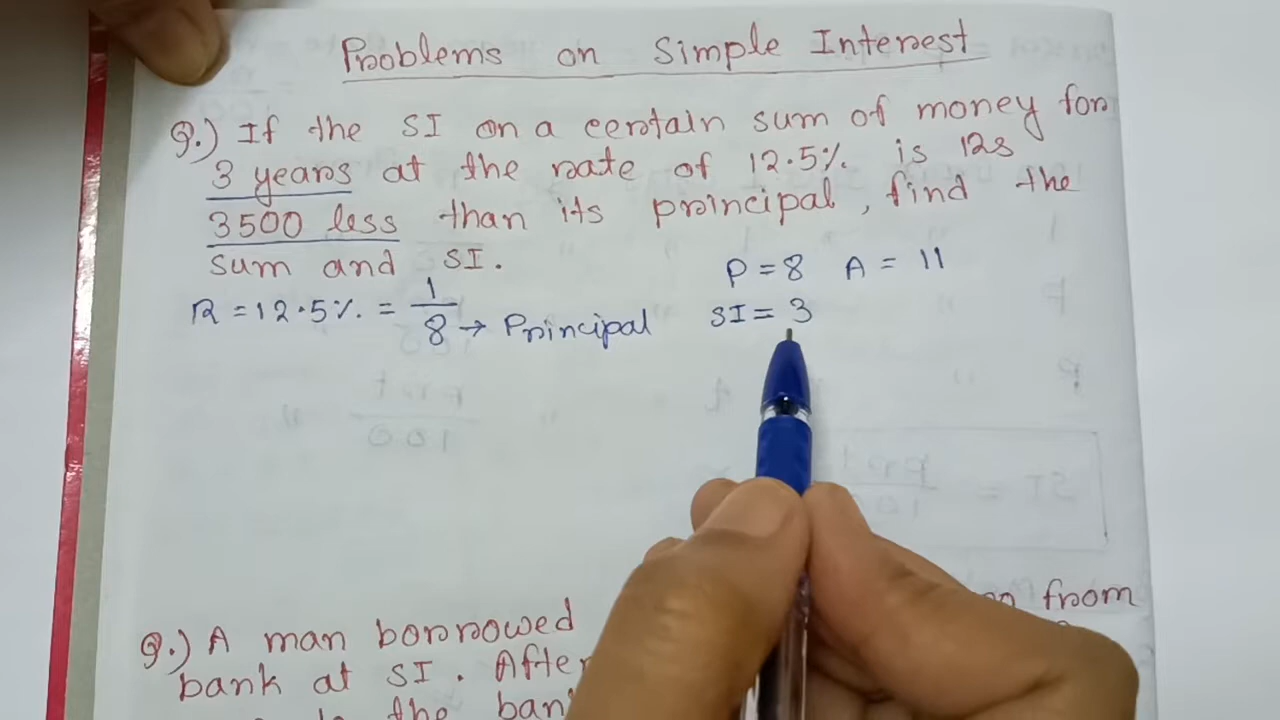 Problems on Simple Interest
Q.) If the SI on a certain sum of money for
3 years at the rate of 12.5% is 12s
3500 less than its principal, find the
sum and SI.
P = 8 A = 11
R = 12.5% = 1/8 → Principal SI = 3
Q.) A man borrowed from
bank at SI. After
the